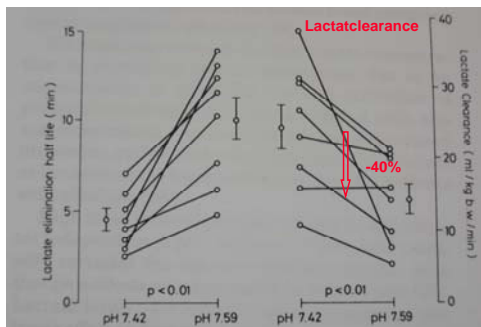 Lactatclearance
15
10
5
0
Lactate elimination half life ( min )
40
30
20
10
0
Lactate Clearance ( ml / kg b w / min )
-40%
p < 0.01
p < 0.01
pH 7.42
pH 7.59
pH 7.42
pH 7.59